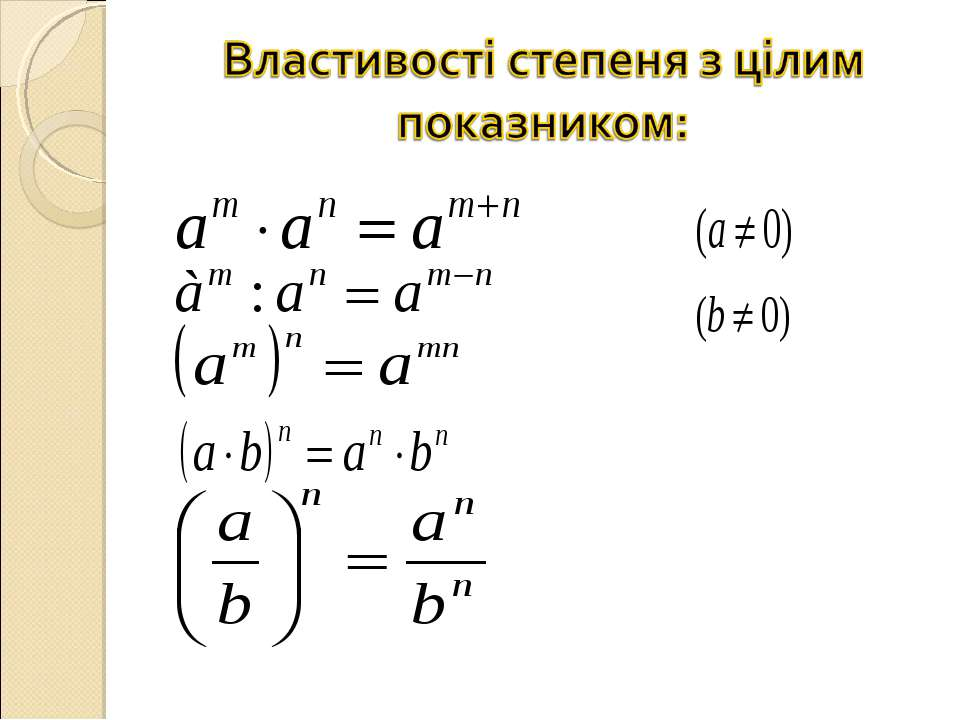 Властивості степеня з цілим
показником:
aᵐ · aⁿ = aᵐ⁺ⁿ (a ≠ 0)
àᵐ : aⁿ = aᵐ⁻ⁿ (b ≠ 0)
(aᵐ)ⁿ = aᵐⁿ
(a · b)ⁿ = aⁿ · bⁿ
(a/b)ⁿ = aⁿ/bⁿ